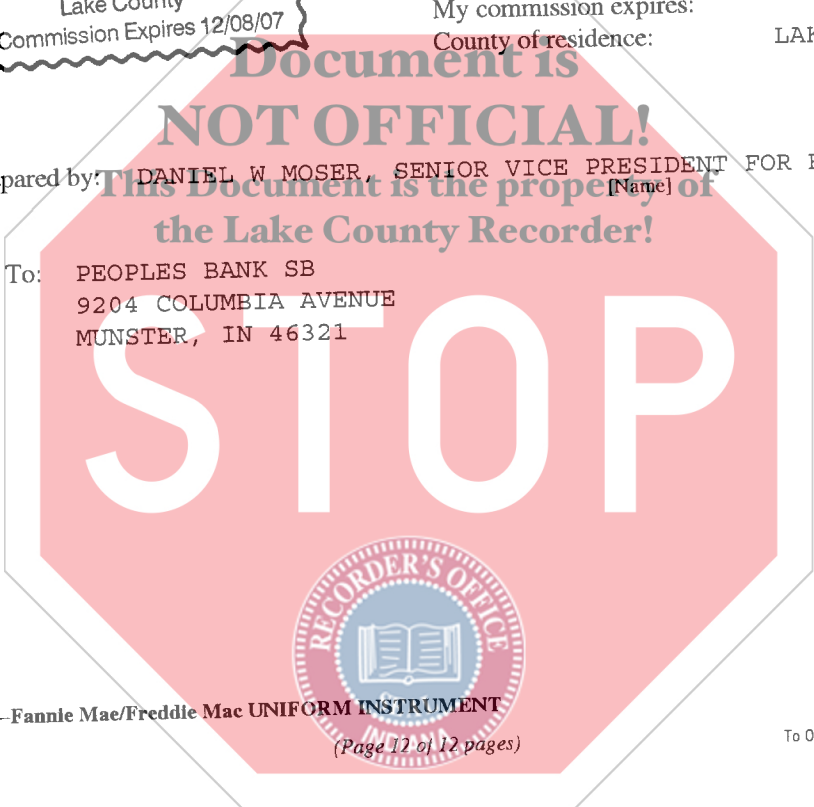 Lake County
Commission Expires 12/08/07
My commission expires:
County of residence:
Document is
NOT OFFICIAL!
pared by: DANIEL W MOSER, SENIOR VICE PRESIDENT FOR
[Name]
This Document is the property of
the Lake County Recorder!
To: PEOPLES BANK SB
9204 COLUMBIA AVENUE
MUNSTER, IN 46321
STOP
RECORDER'S OFFICE
SEAL
INDIANA
Fannie Mae/Freddie Mac UNIFORM INSTRUMENT
(Page 12 of 12 pages)
To